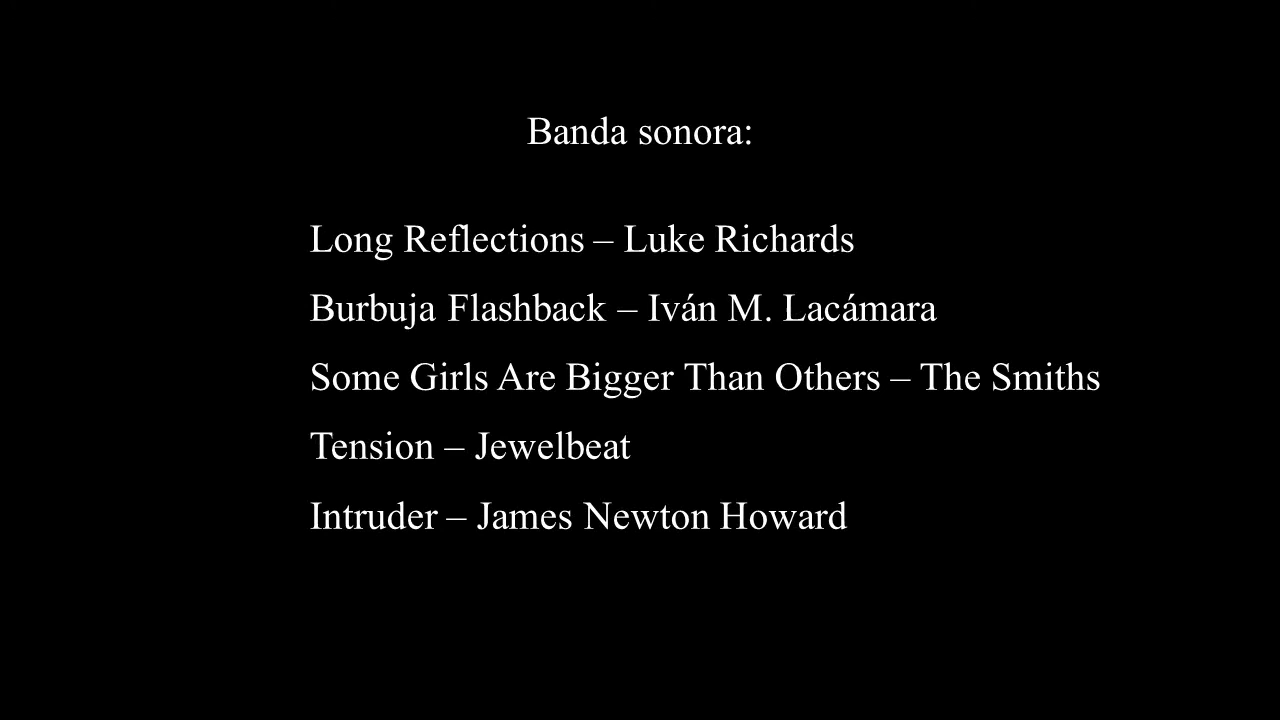 Banda sonora:
Long Reflections – Luke Richards
Burbuja Flashback – Iván M. Lacámara
Some Girls Are Bigger Than Others – The Smiths
Tension – Jewelbeat
Intruder – James Newton Howard